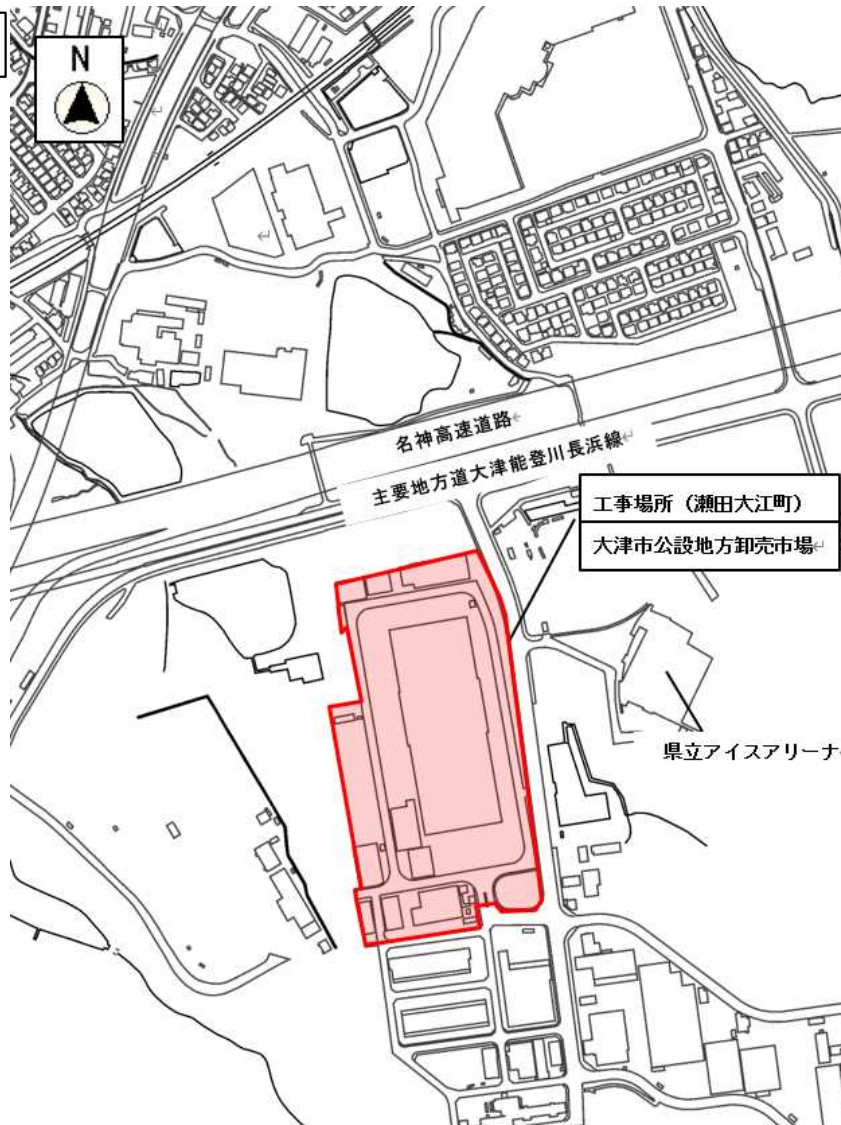 N
名神高速道路
主要地方道大津能登川長浜線
工事場所（瀬田大江町）
大津市公設地方卸売市場
県立アイスアリーナ